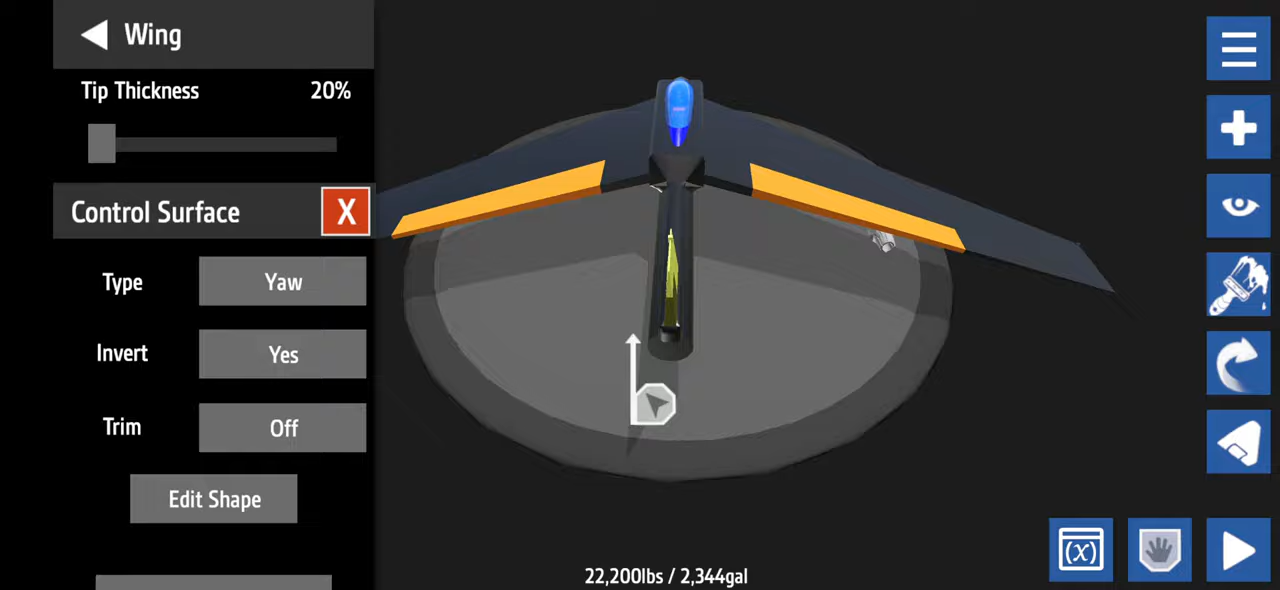 Wing
Tip Thickness 20%
Control Surface X
Type Yaw
Invert Yes
Trim Off
Edit Shape
(x)
22,200lbs / 2,344gal